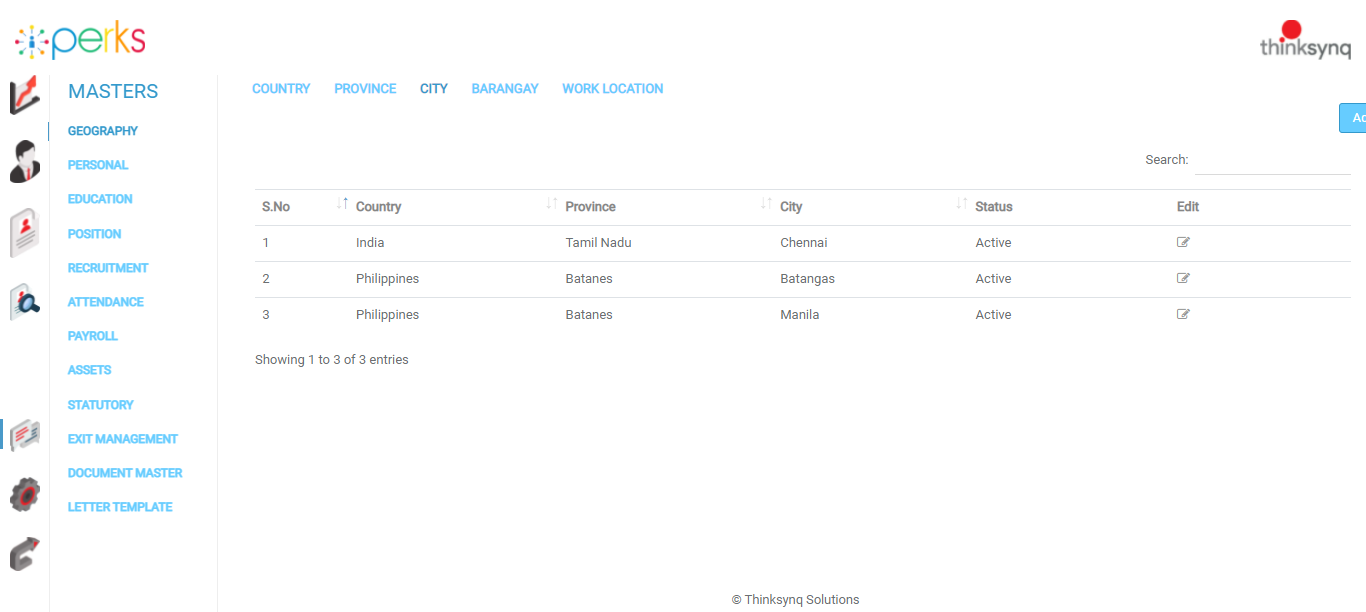 perks
thinksynq
MASTERS
COUNTRY PROVINCE CITY BARANGAY WORK LOCATION
GEOGRAPHY
PERSONAL
EDUCATION
POSITION
RECRUITMENT
ATTENDANCE
PAYROLL
ASSETS
STATUTORY
EXIT MANAGEMENT
DOCUMENT MASTER
LETTER TEMPLATE
Search:
S.No Country Province City Status Edit
1 India Tamil Nadu Chennai Active
2 Philippines Batanes Batangas Active
3 Philippines Batanes Manila Active
Showing 1 to 3 of 3 entries
© Thinksynq Solutions